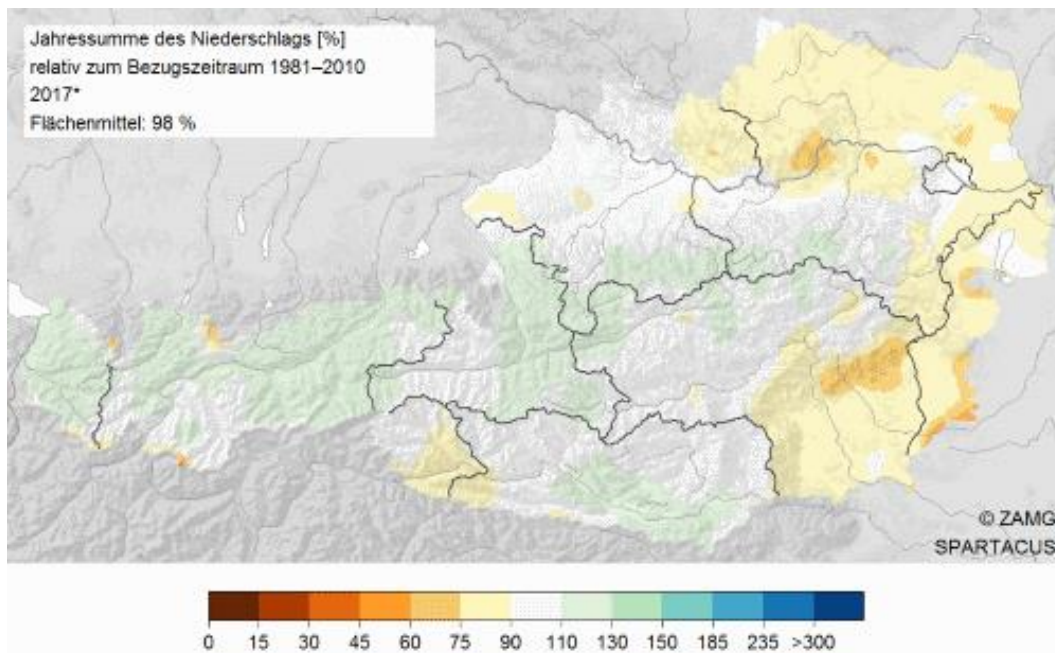 Jahressumme des Niederschlags [%]
relativ zum Bezugszeitraum 1981–2010
2017*
Flächenmittel: 98 %
© ZAMG
SPARTACUS
0 15 30 45 60 75 90 110 130 150 185 235 >300